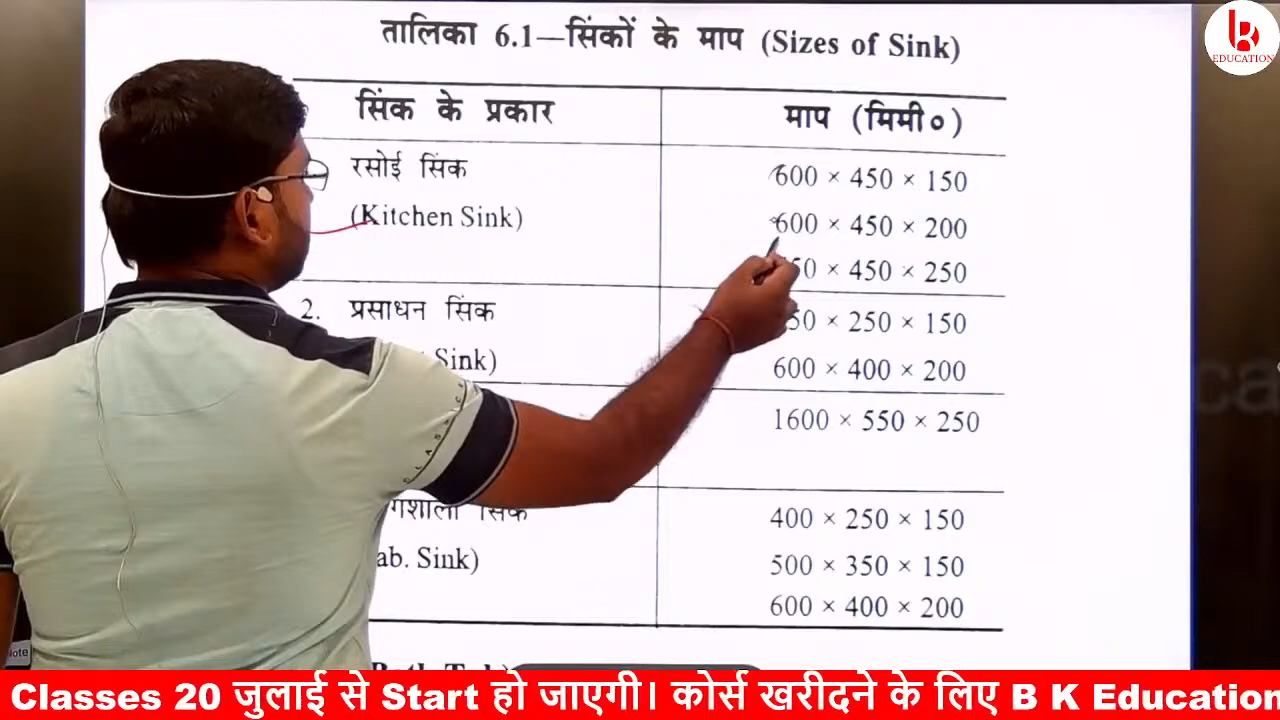 तालिका 6.1—सिंकों के माप (Sizes of Sink)
EDUCATION
सिंक के प्रकार माप (मिमी०)
रसोई सिंक 600 × 450 × 150
(Kitchen Sink) 600 × 450 × 200
50 × 450 × 250
2. प्रसाधन सिंक 50 × 250 × 150
Sink) 600 × 400 × 200
1600 × 550 × 250
सिंक 400 × 250 × 150
ab. Sink) 500 × 350 × 150
600 × 400 × 200
Classes 20 जुलाई से Start हो जाएगी। कोर्स खरीदने के लिए B K Education